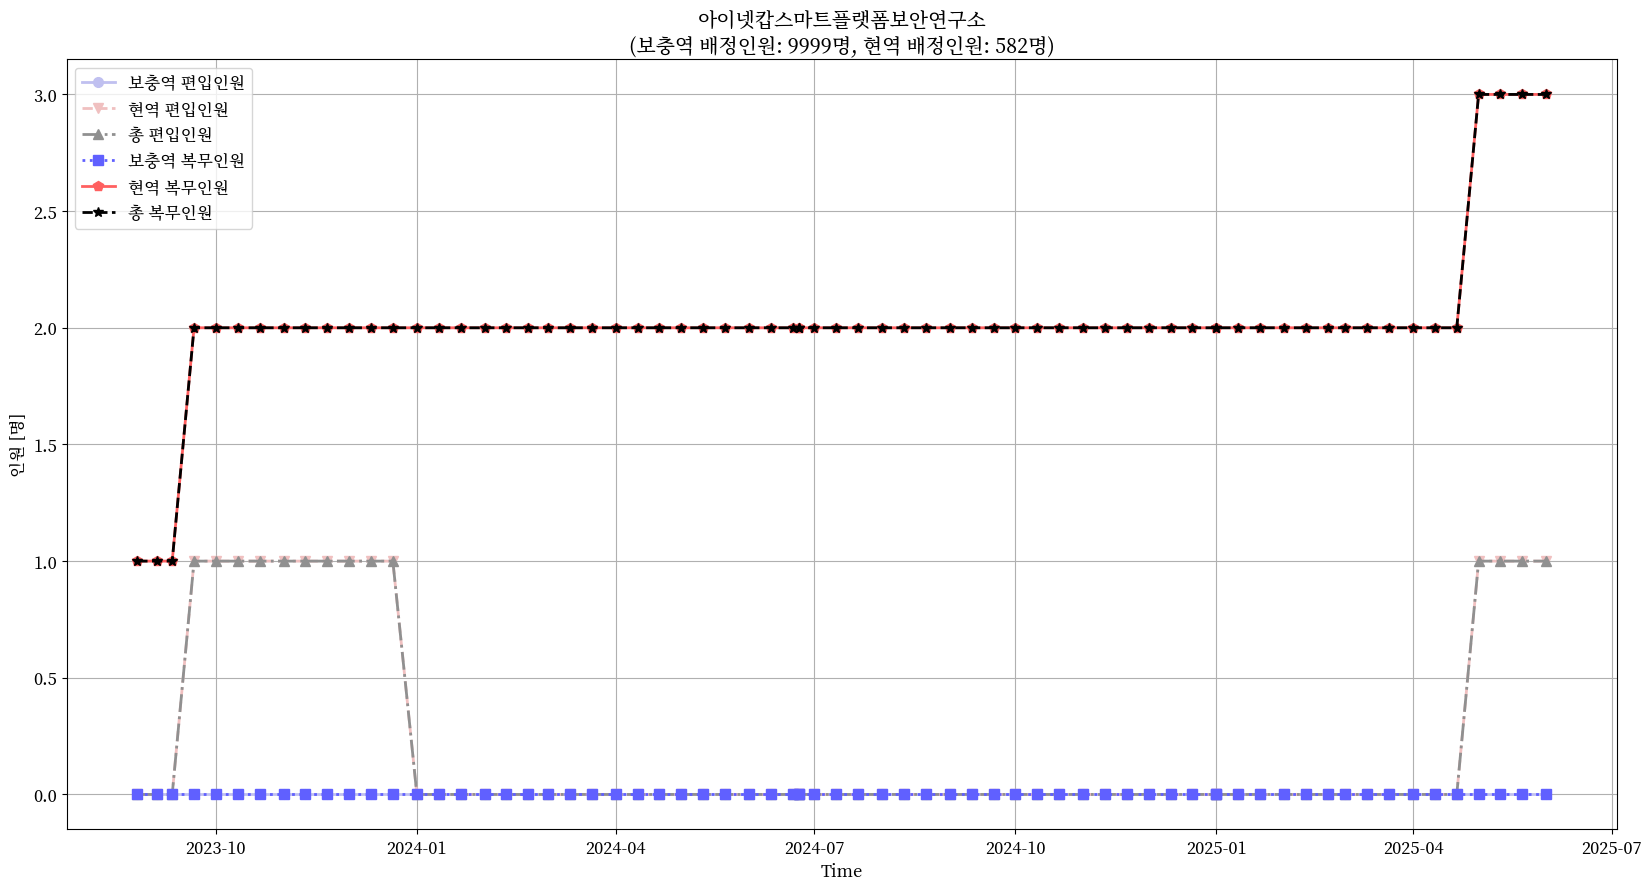 아이넷캅스마트플랫폼보안연구소
(보충역 배정인원: 9999명, 현역 배정인원: 582명)
보충역 편입인원
현역 편입인원
총 편입인원
보충역 복무인원
현역 복무인원
총 복무인원
3.0
2.5
2.0
1.5
1.0
0.5
0.0
인원 [명]
2023-10
2024-01
2024-04
2024-07
2024-10
2025-01
2025-04
2025-07
Time